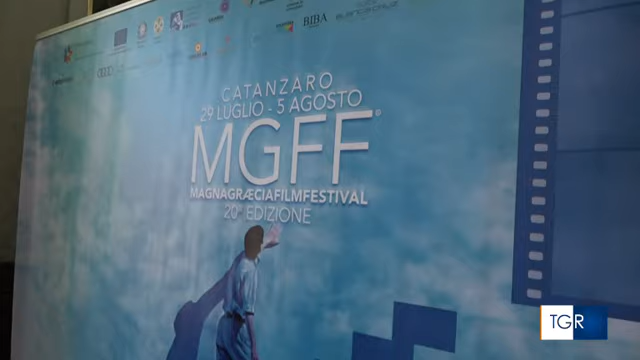 BIBA
CATANZARO
29 LUGLIO - 5 AGOSTO
MGFF®
MAGNAGRÆCIAFILMFESTIVAL
20ª EDIZIONE
TGR